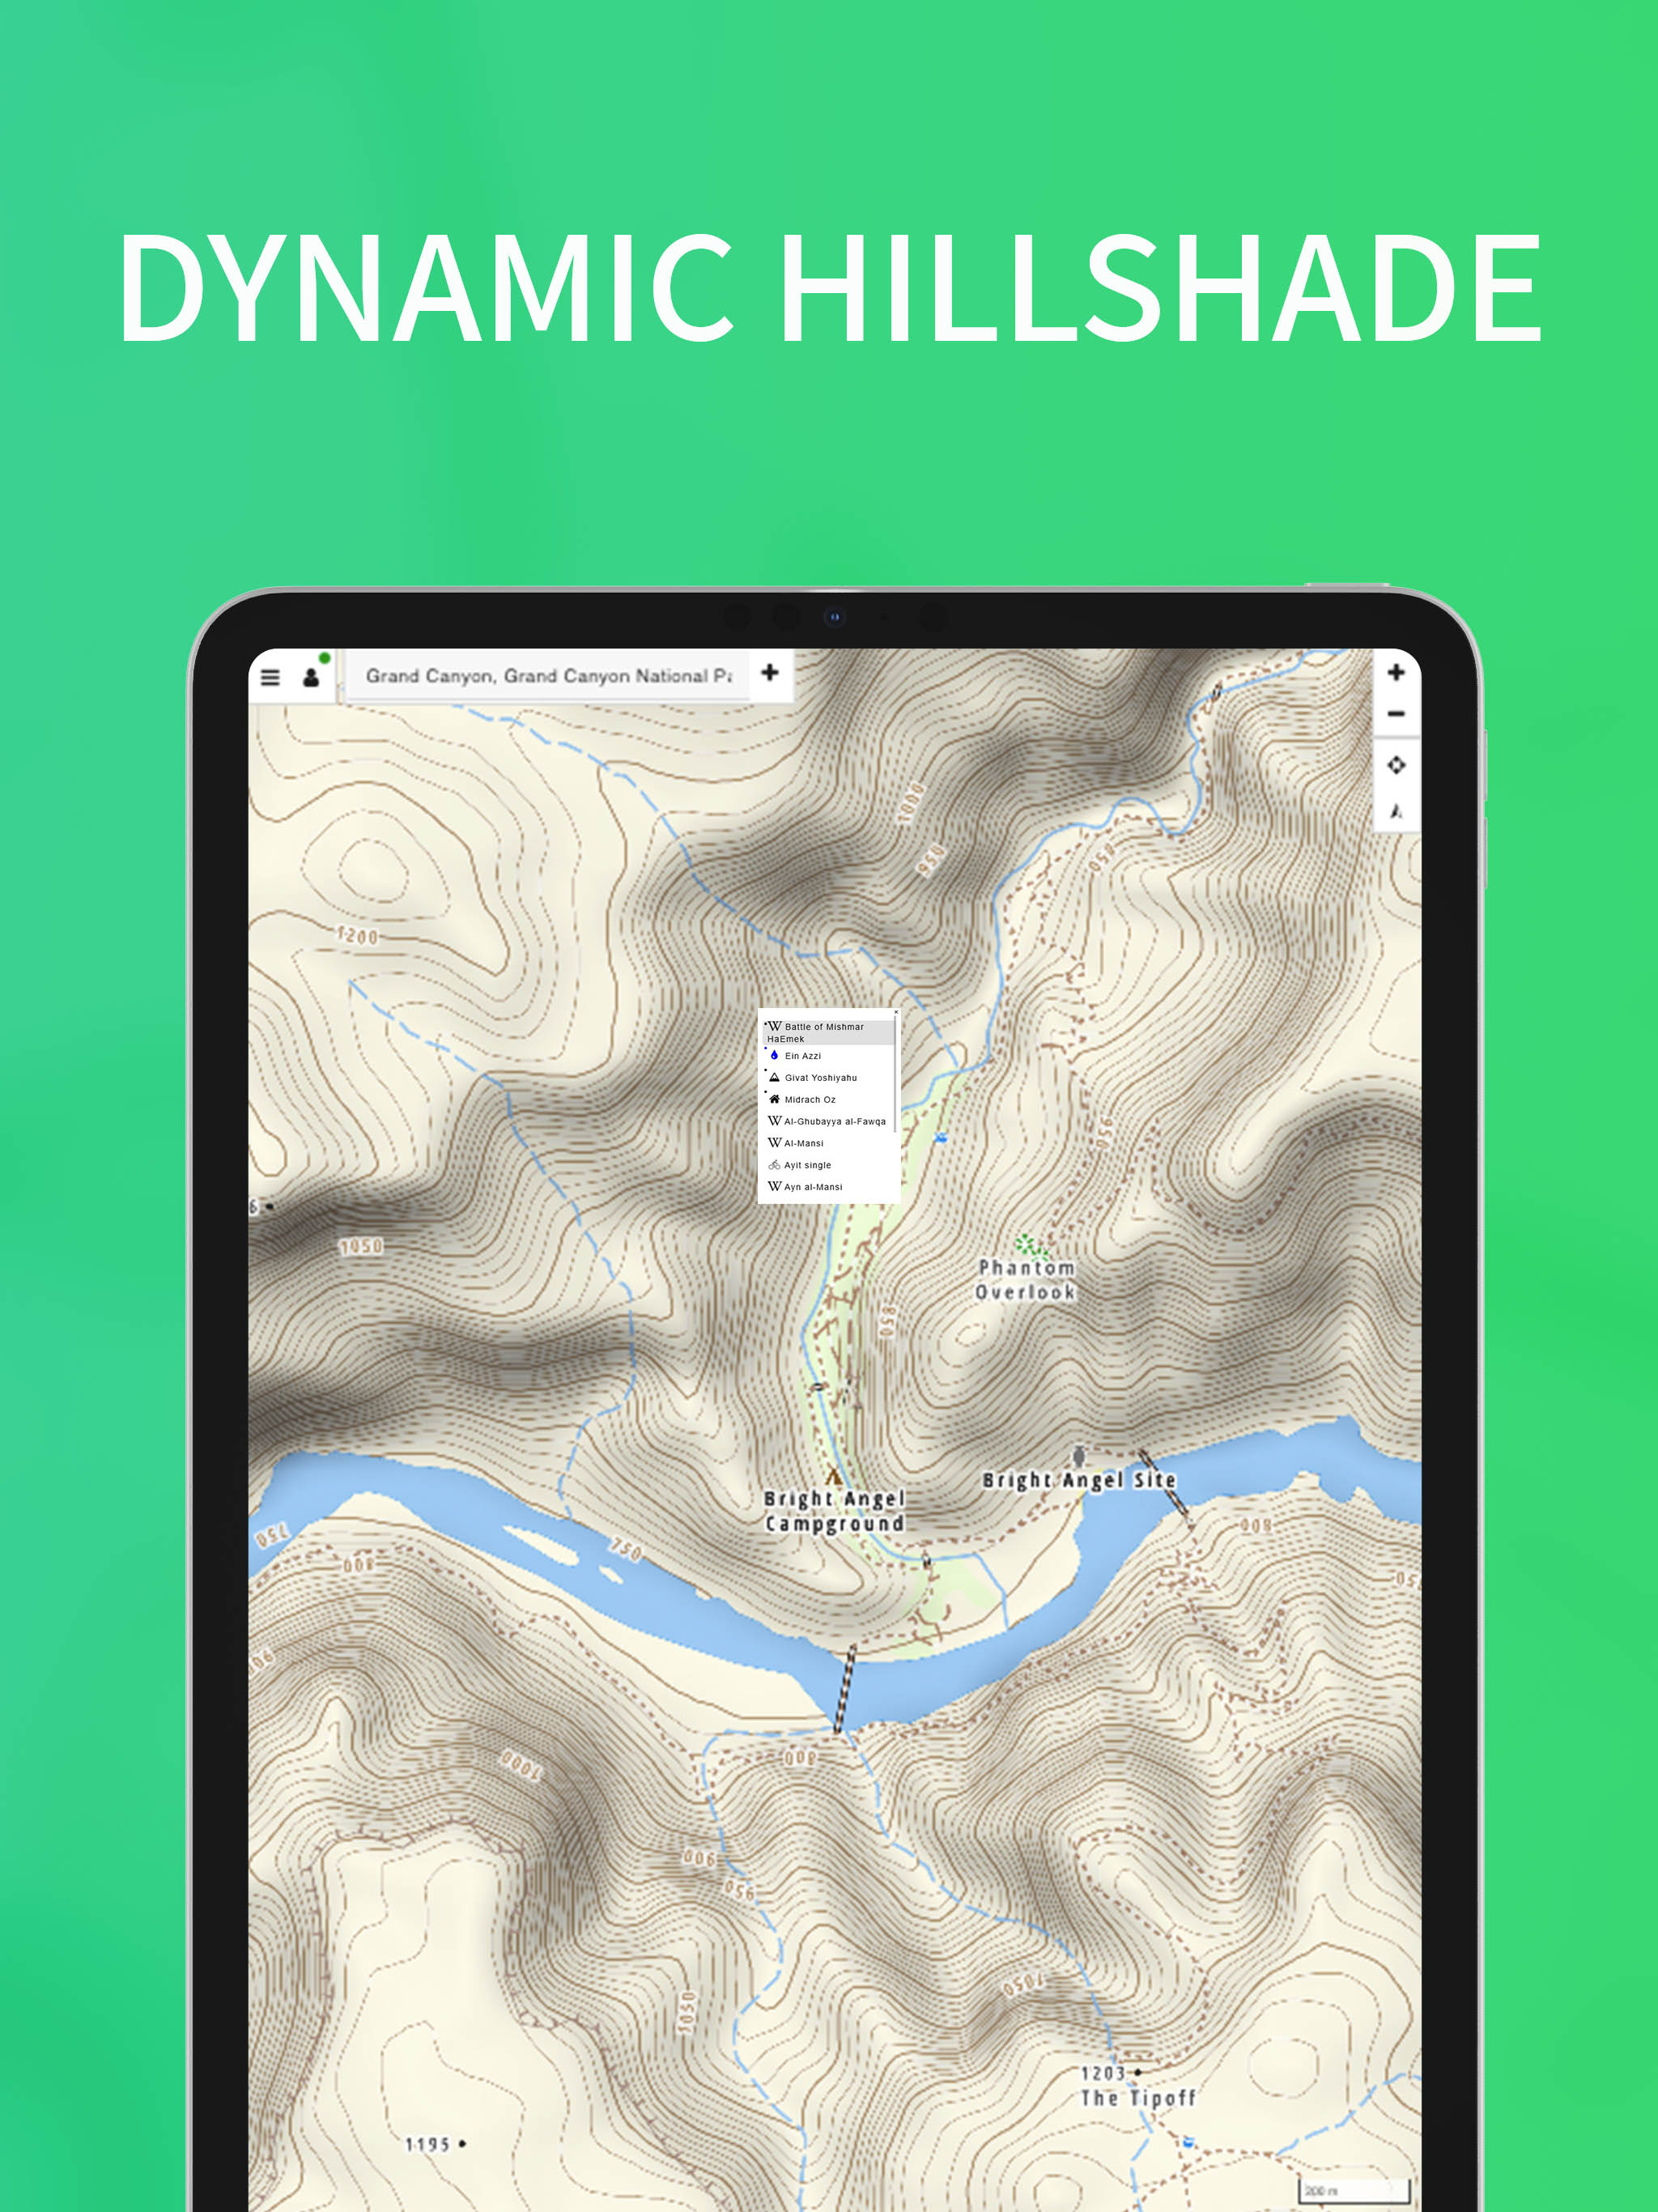 DYNAMIC HILLSHADE
Grand Canyon, Grand Canyon National Pa
1000
950
850
1200
Battle of Mishmar
HaEmek
Ein Azzi
Givat Yoshiyahu
Midrach Oz
Al-Ghubayya al-Fawqa
Al-Mansi
Ayit single
Ayn al-Mansi
950
6
1050
Phantom
Overlook
850
Bright Angel Site
Bright Angel
Campground
750
750
800
800
900
1000
800
900
950
1050
1050
1203
The Tipoff
1195
200 m